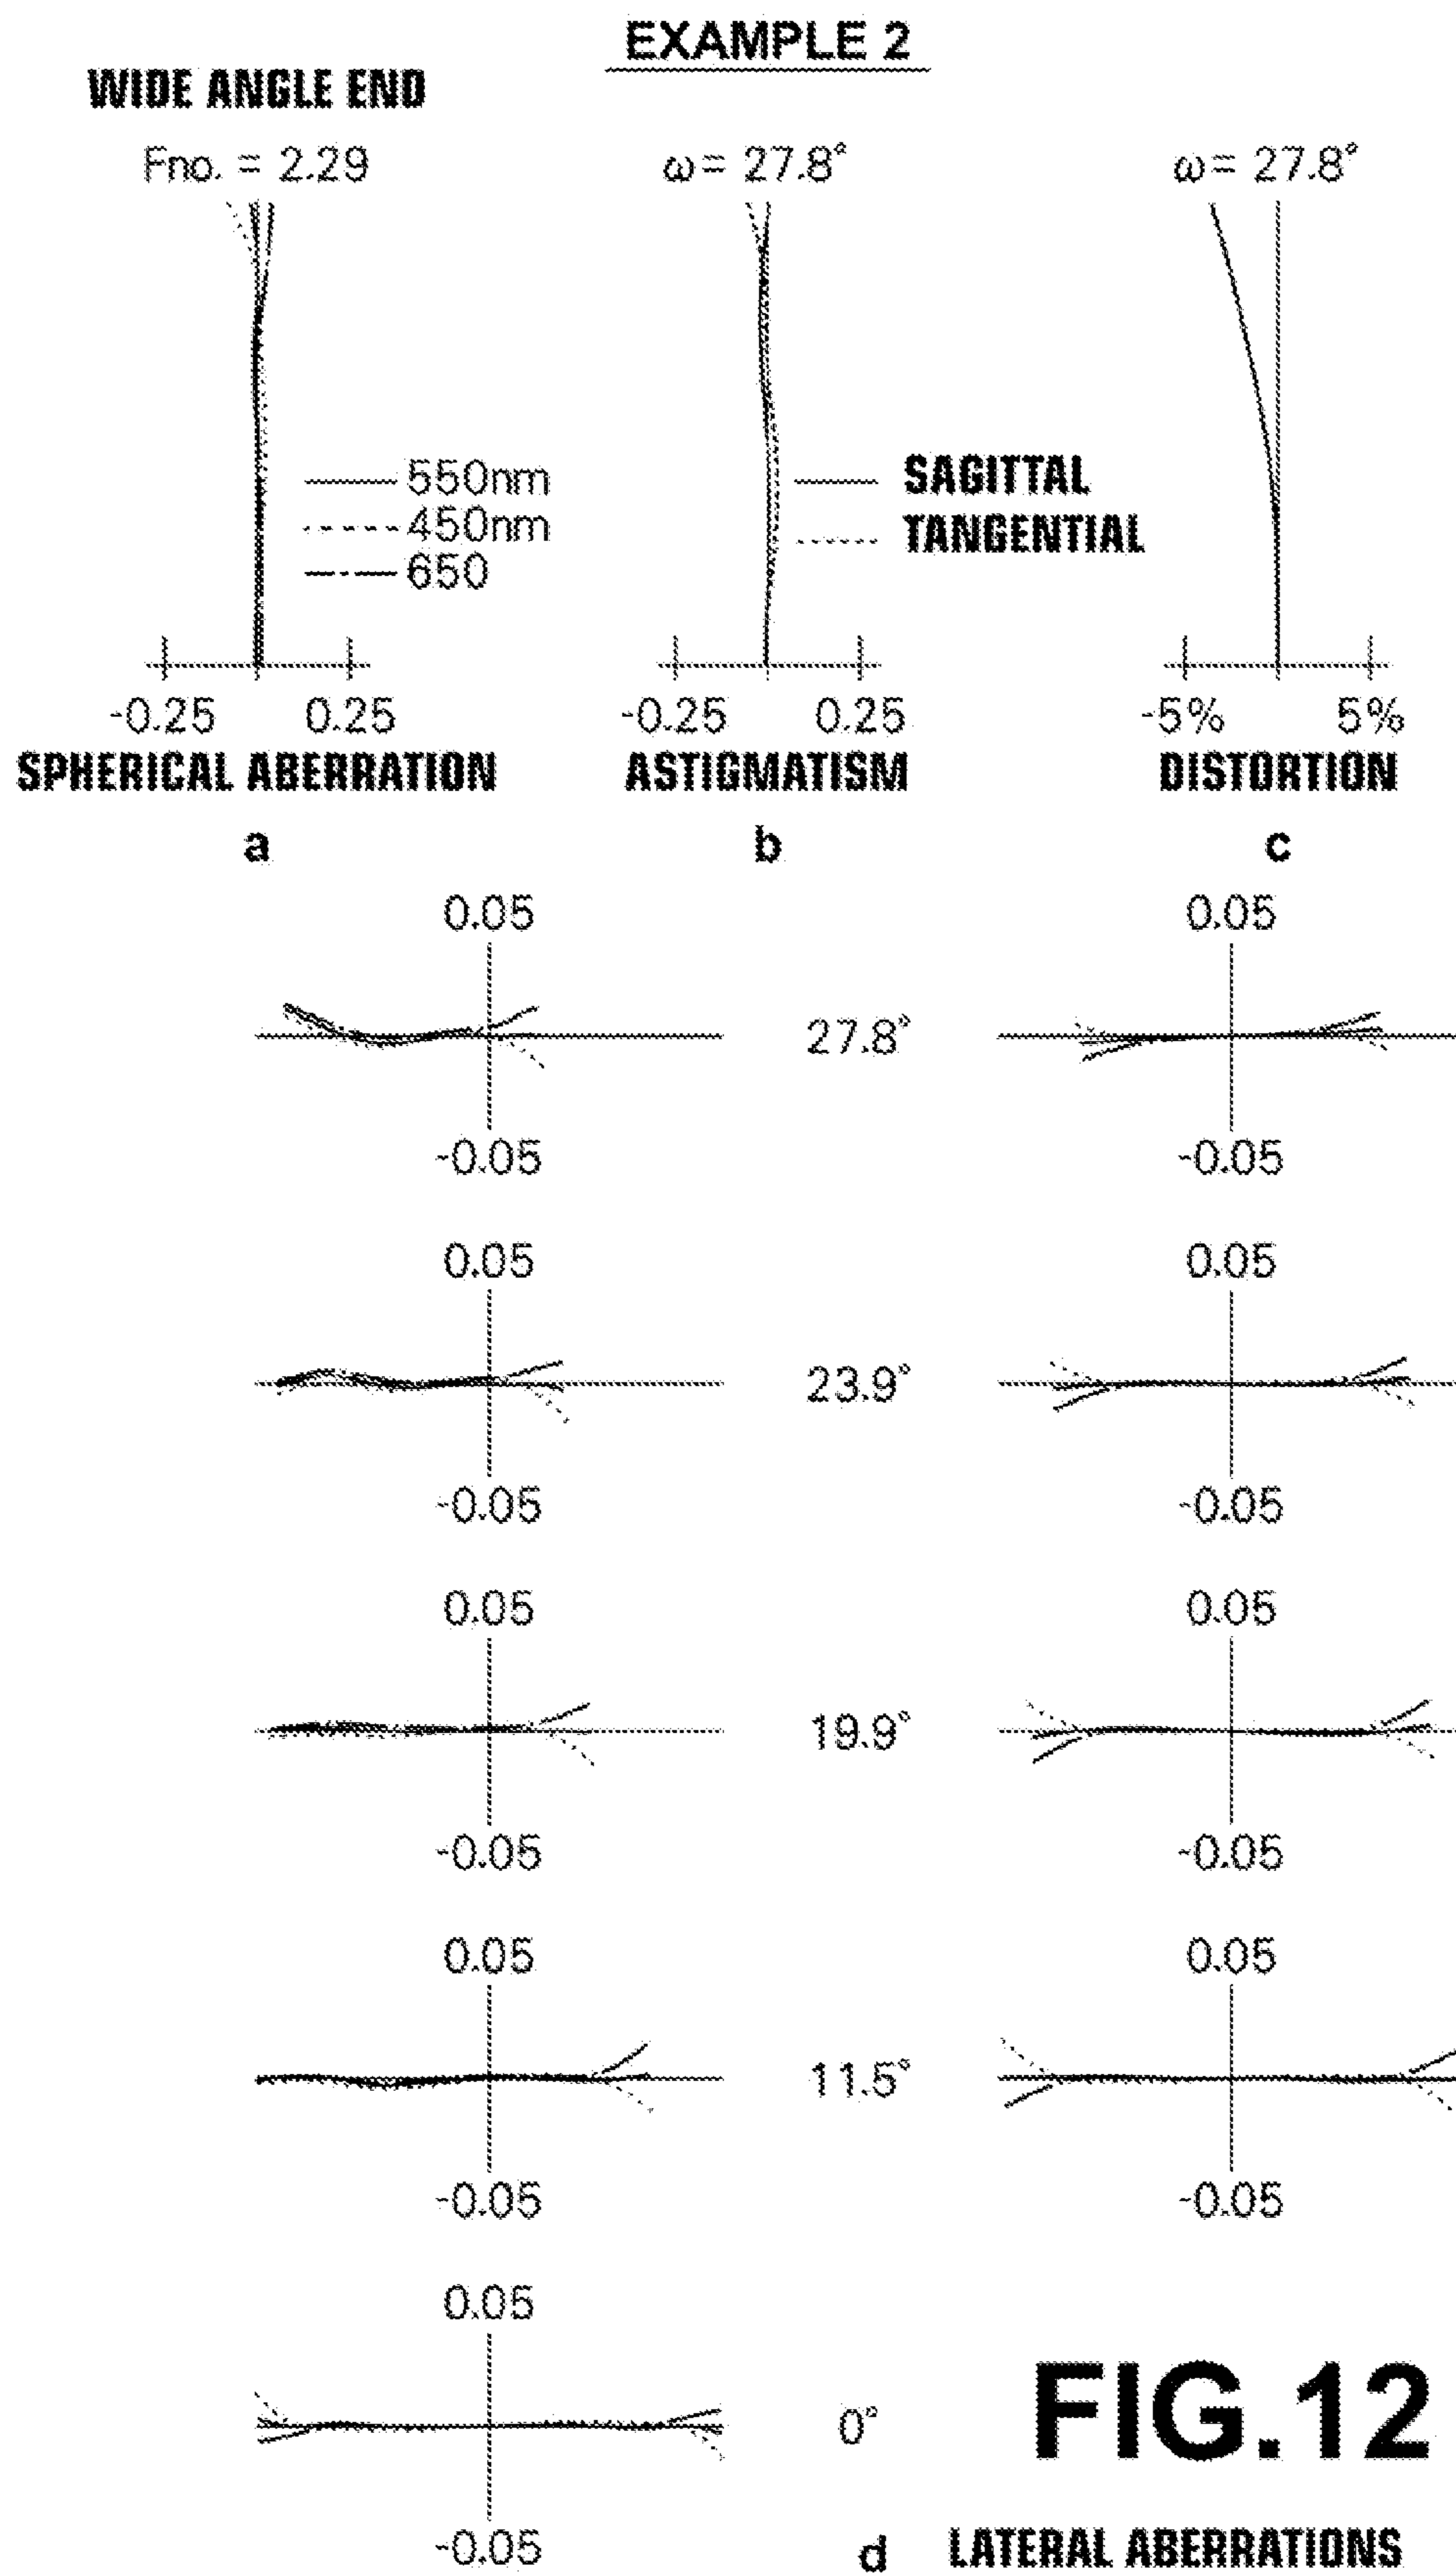 EXAMPLE 2
WIDE ANGLE END
Fno. = 2.29
ω= 27.8°
ω= 27.8°
550nm
450nm
650
SAGITTAL
TANGENTIAL
-0.25 0.25
-0.25 0.25
-5% 5%
SPHERICAL ABERRATION
ASTIGMATISM
DISTORTION
a
b
c
0.05
0.05
27.8°
-0.05
-0.05
0.05
0.05
23.9°
-0.05
-0.05
0.05
0.05
19.9°
-0.05
-0.05
0.05
0.05
11.5°
-0.05
-0.05
0.05
0°
-0.05
FIG.12
d LATERAL ABERRATIONS